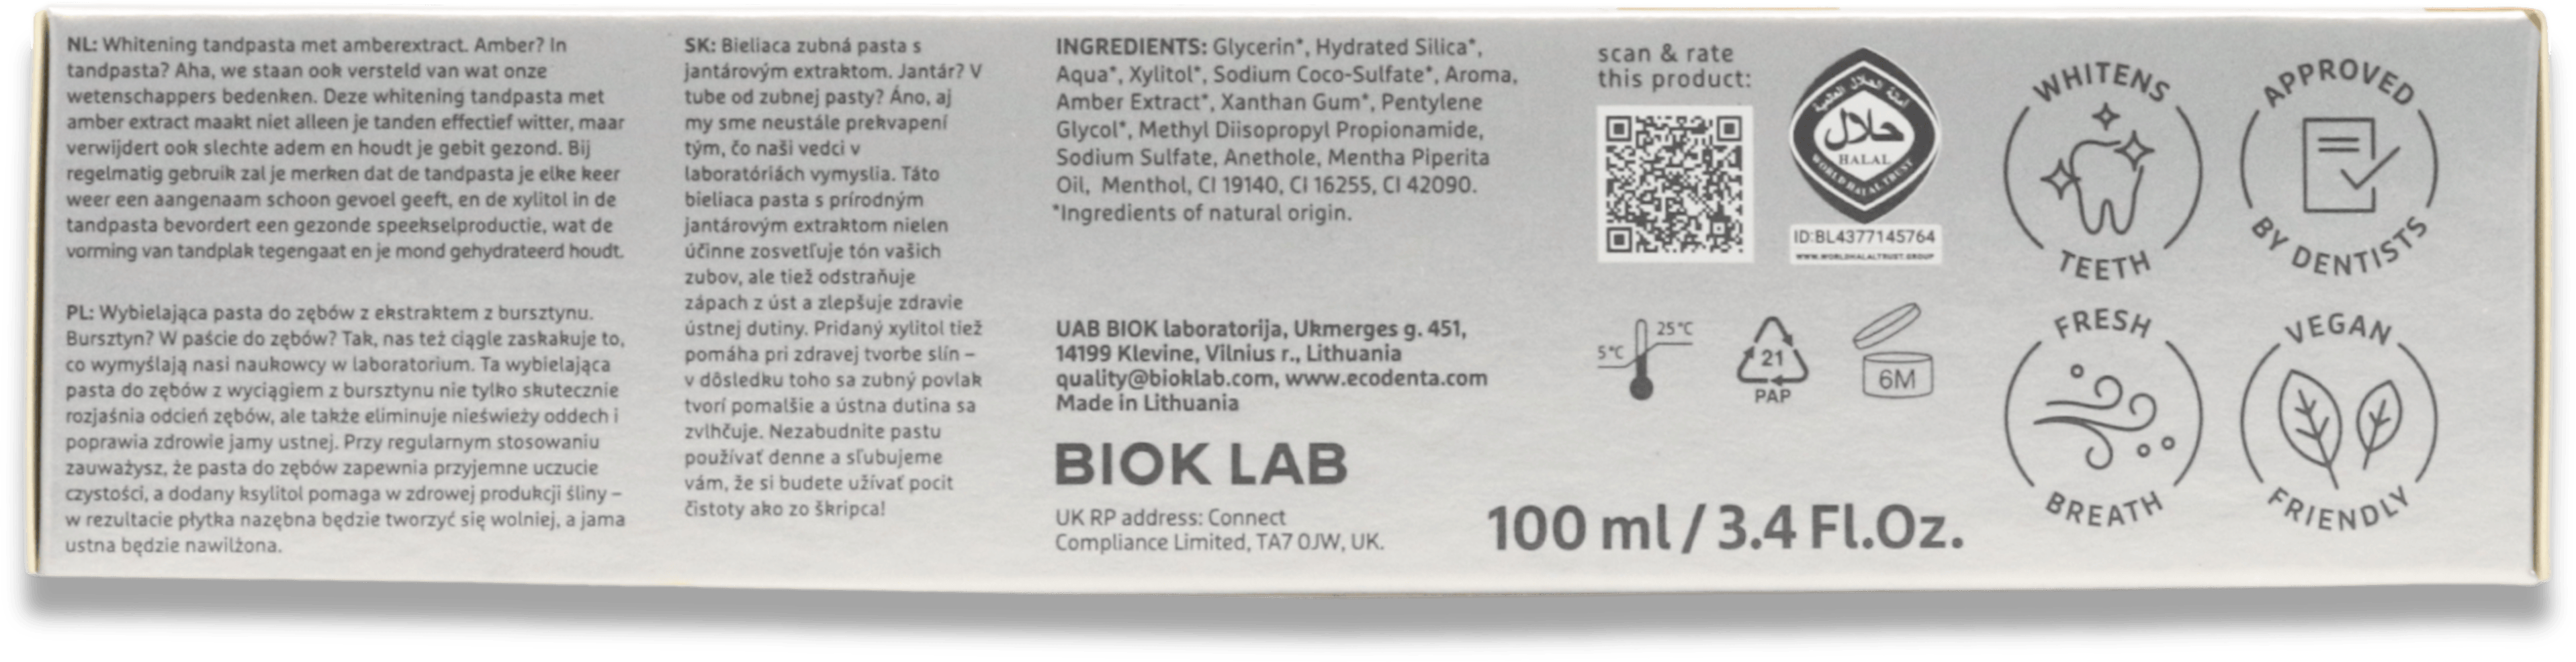 NL: Whitening tandpasta met amberextract. Amber? In
tandpasta? Aha, we staan ook versteld van wat onze
wetenschappers bedenken. Deze whitening tandpasta met
amber extract maakt niet alleen je tanden effectief witter, maar
verwijdert ook slechte adem en houdt je gebit gezond. Bij
regelmatig gebruik zal je merken dat de tandpasta je elke keer
weer een aangenaam schoon gevoel geeft, en de xylitol in de
tandpasta bevordert een gezonde speekselproductie, wat de
vorming van tandplak tegengaat en je mond gehydrateerd houdt.
PL: Wybielająca pasta do zębów z ekstraktem z bursztynu.
Bursztyn? W paście do zębów? Tak, nas też ciągle zaskakuje to,
co wymyślają nasi naukowcy w laboratorium. Ta wybielająca
pasta do zębów z wyciągiem z bursztynu nie tylko skutecznie
rozjaśnia odcień zębów, ale także eliminuje nieświeży oddech i
poprawia zdrowie jamy ustnej. Przy regularnym stosowaniu
zauważysz, że pasta do zębów zapewnia przyjemne uczucie
czystości, a dodany ksylitol pomaga w zdrowej produkcji śliny –
w rezultacie płytka nazębna będzie tworzyć się wolniej, a jama
ustna będzie nawilżona.
SK: Bieliaca zubná pasta s
jantárovým extraktom. Jantár? V
tube od zubnej pasty? Áno, aj
my sme neustále prekvapení
tým, čo naši vedci v
laboratóriách vymyslia. Táto
bieliaca pasta s prírodným
jantárovým extraktom nielen
účinne zosvetľuje tón vašich
zubov, ale tiež odstraňuje
zápach z úst a zlepšuje zdravie
ústnej dutiny. Pridaný xylitol tiež
pomáha pri zdravej tvorbe slín –
v dôsledku toho sa zubný povlak
tvorí pomalšie a ústna dutina sa
zvlhčuje. Nezabudnite pastu
používať denne a sľubujeme
vám, že si budete užívať pocit
čistoty ako zo škripca!
INGREDIENTS: Glycerin*, Hydrated Silica*,
Aqua*, Xylitol*, Sodium Coco-Sulfate*, Aroma,
Amber Extract*, Xanthan Gum*, Pentylene
Glycol*, Methyl Diisopropyl Propionamide,
Sodium Sulfate, Anethole, Mentha Piperita
Oil, Menthol, CI 19140, CI 16255, CI 42090.
*Ingredients of natural origin.
UAB BIOK laboratorija, Ukmerges g. 451,
14199 Klevine, Vilnius r., Lithuania
quality@bioklab.com, www.ecodenta.com
Made in Lithuania
BIOK LAB
UK RP address: Connect
Compliance Limited, TA7 0JW, UK.
scan & rate
this product:
حلال
HALAL
WORLD HALAL TRUST
ID:BL4377145764
WWW.WORLDHALALTRUST.GROUP
5°C
25°C
21
PAP
6M
100 ml / 3.4 Fl.Oz.
WHITENS
TEETH
APPROVED
BY DENTISTS
FRESH
BREATH
VEGAN
FRIENDLY